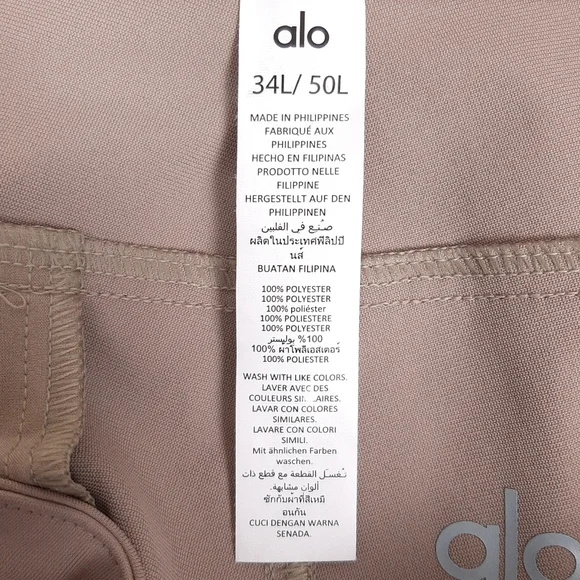 alo
34L/ 50L
MADE IN PHILIPPINES
FABRIQUÉ AUX
PHILIPPINES
HECHO EN FILIPINAS
PRODOTTO NELLE
FILIPPINE
HERGESTELLT AUF DEN
PHILIPPINEN
صُنِع في الفلبين
ผลิตในประเทศฟีลิปปี
นส์
BUATAN FILIPINA
100% POLYESTER
100% POLYESTER
100% poliéster
100% POLIESTERE
100% POLYESTER
100% بوليستر
100% ผ้าโพลีเอสเตอร์
100% POLIESTER
WASH WITH LIKE COLORS.
LAVER AVEC DES
COULEURS
LAVAR CON COLORES
SIMILARES.
LAVARE CON COLORI
SIMILI.
Mit ähnlichen Farben
waschen.
تُغسل القطعة مع قطع ذات
ألوان مشابهة.
ซักกับผ้าที่สีเหมื
อนกัน
CUCI DENGAN WARNA
SENADA.
alo